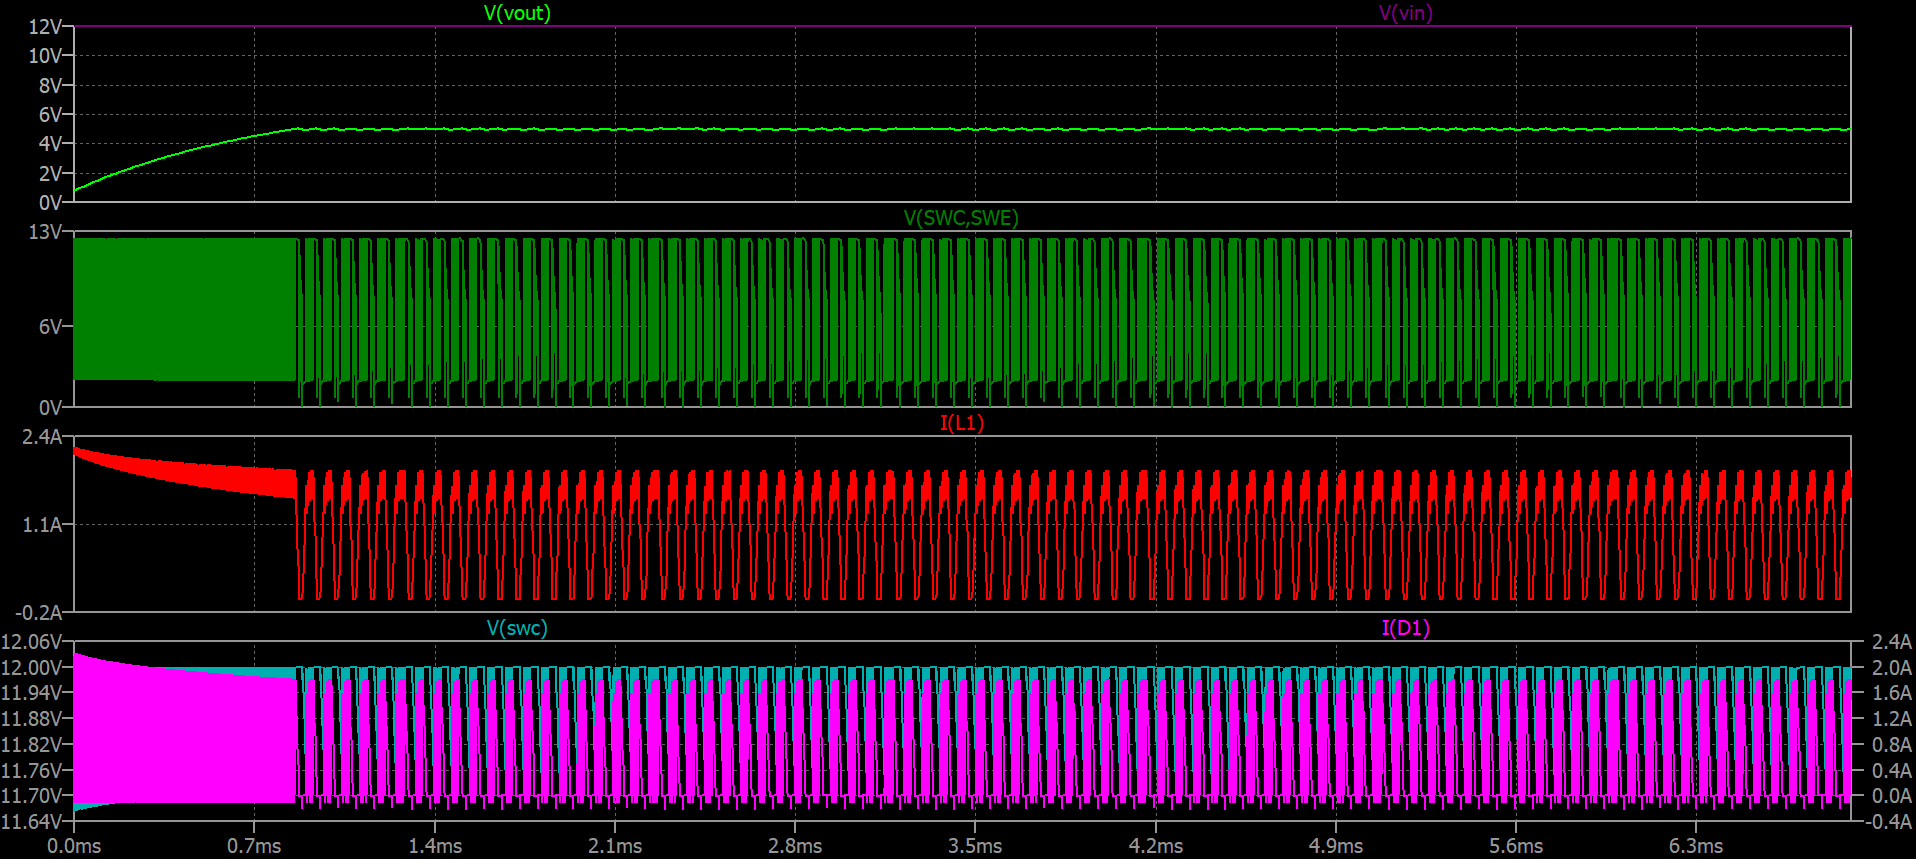 V(vout) V(vin)
12V
10V
8V
6V
4V
2V
0V
V(SWC,SWE)
13V
6V
0V
I(L1)
2.4A
1.1A
-0.2A
V(swc) I(D1)
12.06V 2.4A
12.00V 2.0A
11.94V 1.6A
11.88V 1.2A
11.82V 0.8A
11.76V 0.4A
11.70V 0.0A
11.64V -0.4A
0.0ms 0.7ms 1.4ms 2.1ms 2.8ms 3.5ms 4.2ms 4.9ms 5.6ms 6.3ms